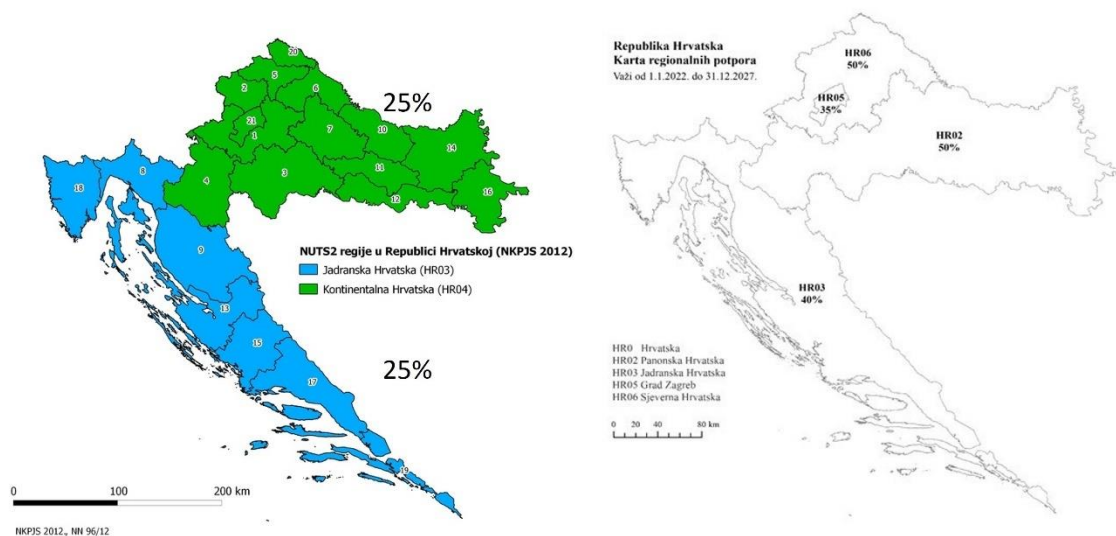 20
5
2
6
25%
21
1
7
10
14
11
3
4
16
12
8
18
NUTS2 regije u Republici Hrvatskoj (NKPJS 2012)
Jadranska Hrvatska (HR03)
Kontinentalna Hrvatska (HR04)
9
13
15
25%
17
19
0 100 200 km
NKPJS 2012., NN 96/12
Republika Hrvatska
Karta regionalnih potpora
Važi od 1.1.2022. do 31.12.2027.
HR06
50%
HR05
35%
HR02
50%
HR03
40%
HR0 Hrvatska
HR02 Panonska Hrvatska
HR03 Jadranska Hrvatska
HR05 Grad Zagreb
HR06 Sjeverna Hrvatska
0 20 40 80 km